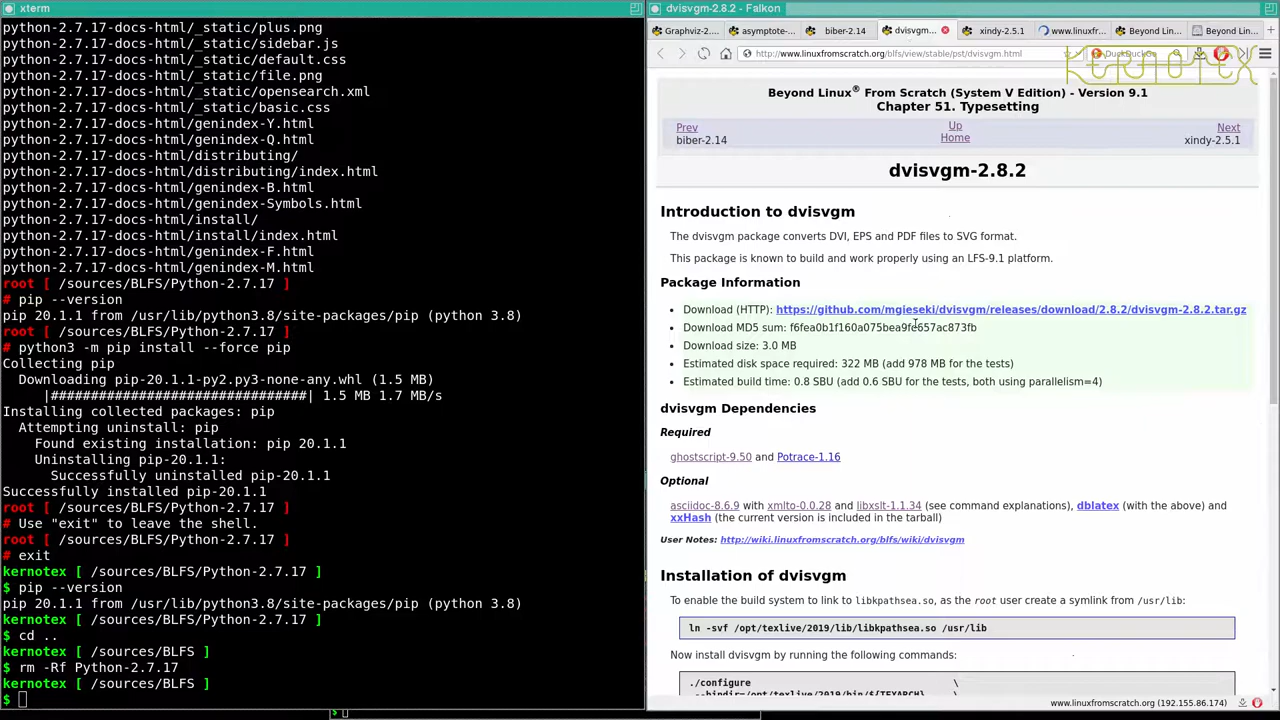 xterm
python-2.7.17-docs-html/_static/plus.png
python-2.7.17-docs-html/_static/sidebar.js
python-2.7.17-docs-html/_static/default.css
python-2.7.17-docs-html/_static/file.png
python-2.7.17-docs-html/_static/opensearch.xml
python-2.7.17-docs-html/_static/basic.css
python-2.7.17-docs-html/genindex-Y.html
python-2.7.17-docs-html/genindex-Q.html
python-2.7.17-docs-html/distributing/
python-2.7.17-docs-html/distributing/index.html
python-2.7.17-docs-html/genindex-B.html
python-2.7.17-docs-html/genindex-Symbols.html
python-2.7.17-docs-html/install/
python-2.7.17-docs-html/install/index.html
python-2.7.17-docs-html/genindex-F.html
python-2.7.17-docs-html/genindex-M.html
root [ /sources/BLFS/Python-2.7.17 ]
# pip --version
pip 20.1.1 from /usr/lib/python3.8/site-packages/pip (python 3.8)
root [ /sources/BLFS/Python-2.7.17 ]
# python3 -m pip install --force pip
Collecting pip
  Downloading pip-20.1.1-py2.py3-none-any.whl (1.5 MB)
     |################################| 1.5 MB 1.7 MB/s
Installing collected packages: pip
  Attempting uninstall: pip
    Found existing installation: pip 20.1.1
    Uninstalling pip-20.1.1:
      Successfully uninstalled pip-20.1.1
Successfully installed pip-20.1.1
root [ /sources/BLFS/Python-2.7.17 ]
# Use "exit" to leave the shell.
root [ /sources/BLFS/Python-2.7.17 ]
# exit
kernotex [ /sources/BLFS/Python-2.7.17 ]
$ pip --version
pip 20.1.1 from /usr/lib/python3.8/site-packages/pip (python 3.8)
kernotex [ /sources/BLFS/Python-2.7.17 ]
$ cd ..
kernotex [ /sources/BLFS ]
$ rm -Rf Python-2.7.17
kernotex [ /sources/BLFS ]
$
$
dvisvgm-2.8.2 - Falkon
Graphviz-2.... asymptote-... biber-2.14 dvisvgm... xindy-2.5.1 www.linuxfr... Beyond Lin... Beyond Lin...
http://www.linuxfromscratch.org/blfs/view/stable/pst/dvisvgm.html DuckDuckGo
KERNOTEX
Beyond Linux® From Scratch (System V Edition) - Version 9.1
Chapter 51. Typesetting
Prev Up Next
biber-2.14 Home xindy-2.5.1
dvisvgm-2.8.2
Introduction to dvisvgm
The dvisvgm package converts DVI, EPS and PDF files to SVG format.
This package is known to build and work properly using an LFS-9.1 platform.
Package Information
Download (HTTP): https://github.com/mgieseki/dvisvgm/releases/download/2.8.2/dvisvgm-2.8.2.tar.gz
Download MD5 sum: f6fea0b1f160a075bea9fe657ac873fb
Download size: 3.0 MB
Estimated disk space required: 322 MB (add 978 MB for the tests)
Estimated build time: 0.8 SBU (add 0.6 SBU for the tests, both using parallelism=4)
dvisvgm Dependencies
Required
ghostscript-9.50 and Potrace-1.16
Optional
asciidoc-8.6.9 with xmlto-0.0.28 and libxslt-1.1.34 (see command explanations), dblatex (with the above) and
xxHash (the current version is included in the tarball)
User Notes: http://wiki.linuxfromscratch.org/blfs/wiki/dvisvgm
Installation of dvisvgm
To enable the build system to link to libkpathsea.so, as the root user create a symlink from /usr/lib:
ln -svf /opt/texlive/2019/lib/libkpathsea.so /usr/lib
Now install dvisvgm by running the following commands:
./configure \
--bindir=/opt/texlive/2019/bin/${TEXARCH} \
www.linuxfromscratch.org (192.155.86.174)